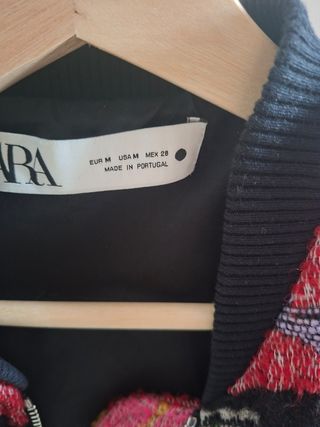 ARA
EUR M USA M MEX 28
MADE IN PORTUGAL